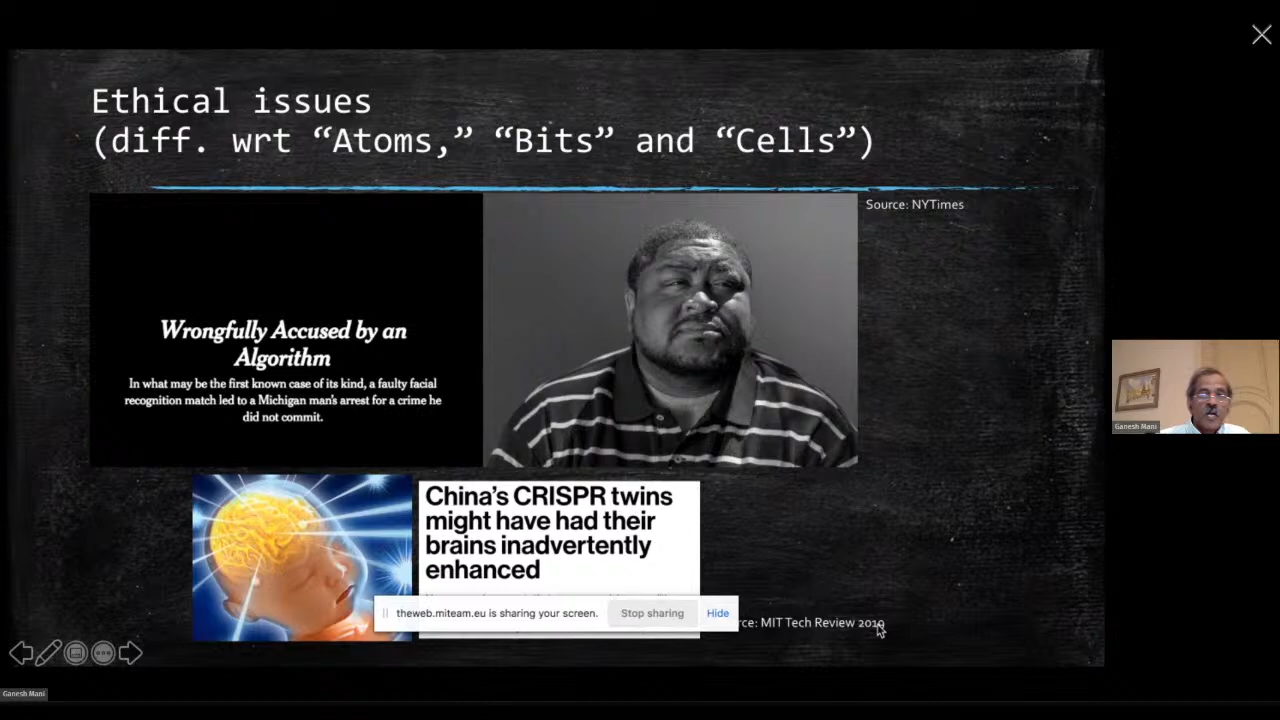 Ethical issues
(diff. wrt “Atoms,” “Bits” and “Cells”)
Source: NYTimes
Wrongfully Accused by an
Algorithm
In what may be the first known case of its kind, a faulty facial
recognition match led to a Michigan man’s arrest for a crime he
did not commit.
China’s CRISPR twins
might have had their
brains inadvertently
enhanced
theweb.miteam.eu is sharing your screen.
Stop sharing
Hide
rce: MIT Tech Review 2019
Ganesh Mani
Ganesh Mani